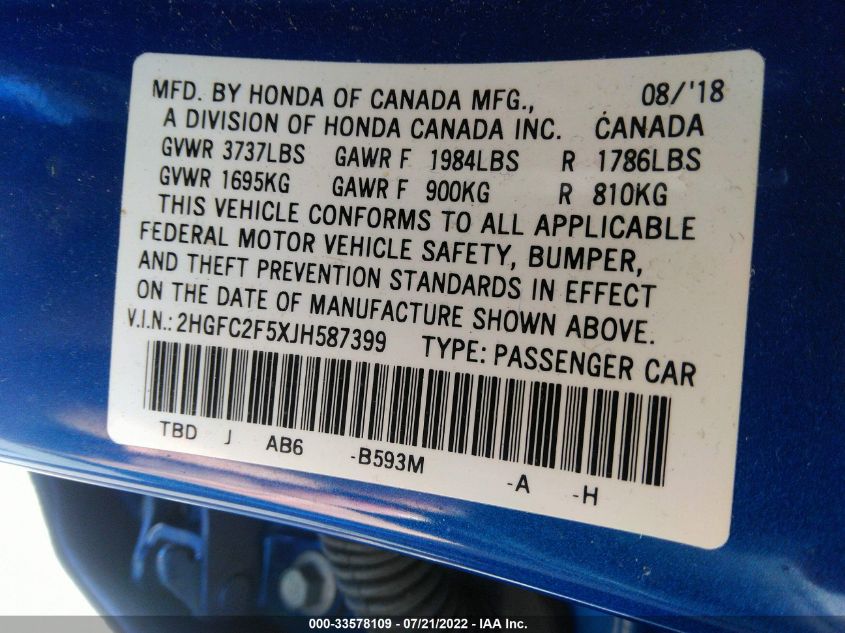 MFD. BY HONDA OF CANADA MFG., 08/'18
A DIVISION OF HONDA CANADA INC. CANADA
GVWR 3737LBS GAWR F 1984LBS R 1786LBS
GVWR 1695KG GAWR F 900KG R 810KG
THIS VEHICLE CONFORMS TO ALL APPLICABLE
FEDERAL MOTOR VEHICLE SAFETY, BUMPER,
AND THEFT PREVENTION STANDARDS IN EFFECT
ON THE DATE OF MANUFACTURE SHOWN ABOVE.
V.I.N.: 2HGFC2F5XJH587399 TYPE: PASSENGER CAR
TBD J AB6 -B593M -A -H
000-33578109 - 07/21/2022 - IAA Inc.